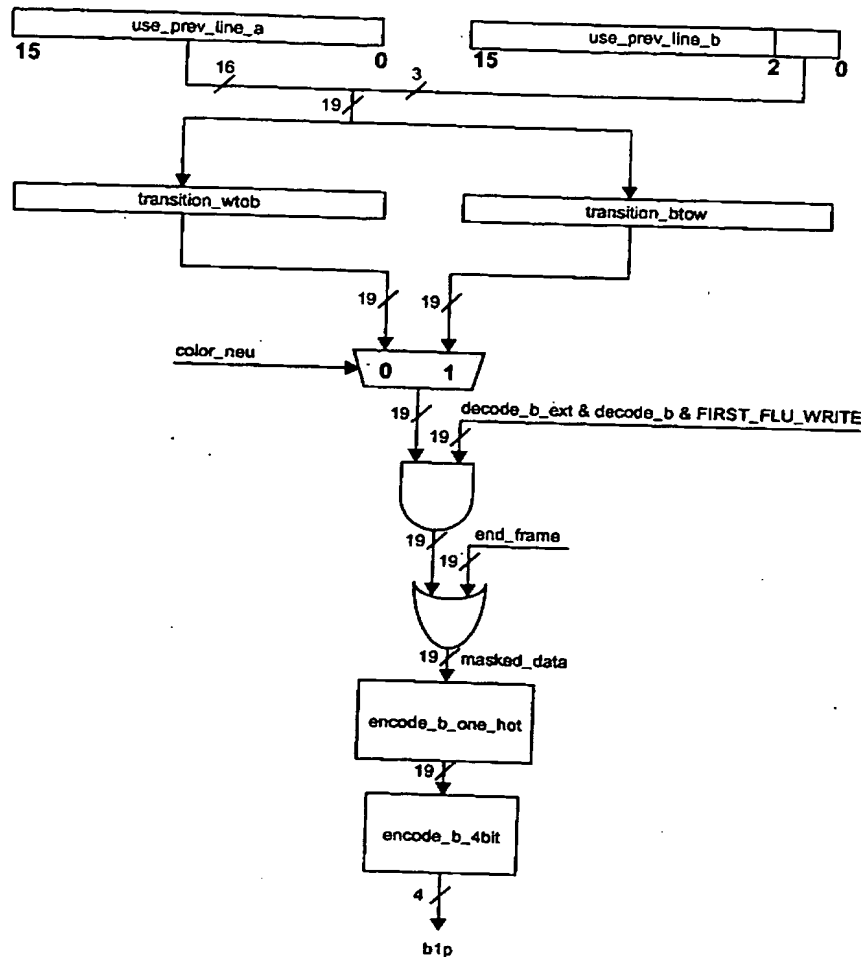 use_prev_line_a
use_prev_line_b
15
0
15
2
0
16
3
19
transition_wtob
transition_btow
19
19
color_neu
0
1
decode_b_ext & decode_b & FIRST_FLU_WRITE
19
19
end_frame
19
19
19
masked_data
encode_b_one_hot
19
encode_b_4bit
4
b1p